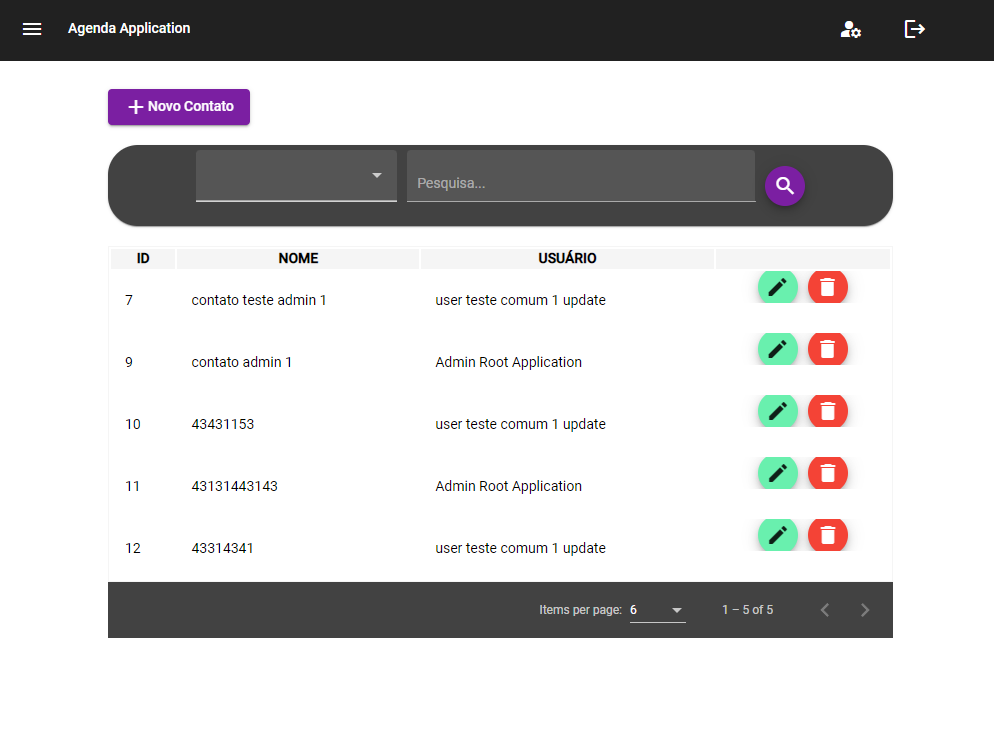 Agenda Application
Novo Contato
Pesquisa...
ID NOME USUÁRIO
7 contato teste admin 1 user teste comum 1 update
9 contato admin 1 Admin Root Application
10 43431153 user teste comum 1 update
11 43131443143 Admin Root Application
12 43314341 user teste comum 1 update
Items per page: 6 1 – 5 of 5